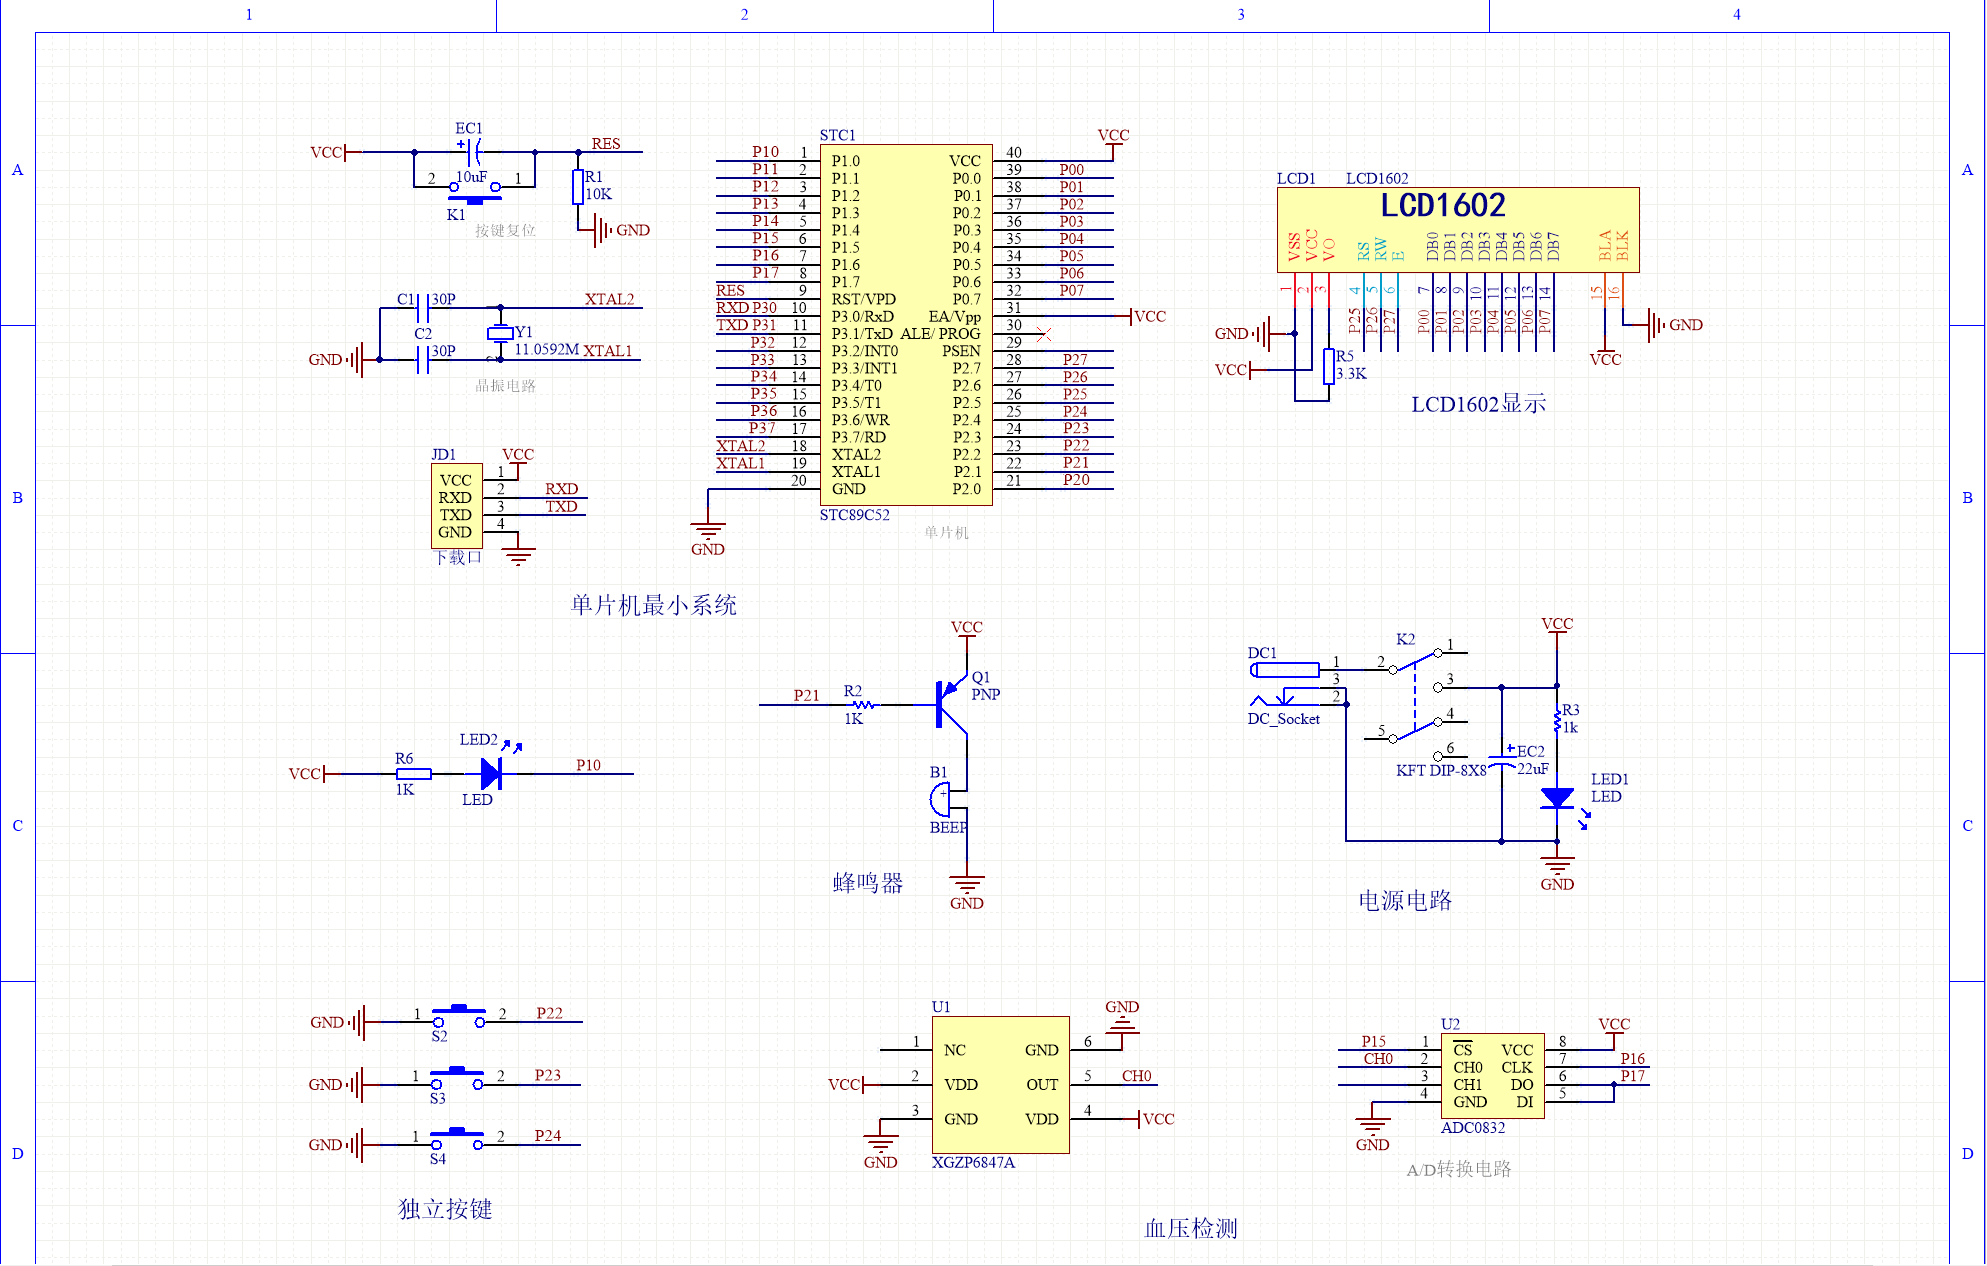 1 2 3 4
A A
B B
C C
D D
EC1
VCC
RES
10uF
2 1
K1
R1
10K
GND
按键复位
C1 30P
XTAL2
C2
Y1
11.0592M
GND
30P
XTAL1
晶振电路
JD1
VCC
VCC 1
RXD 2 RXD
TXD 3 TXD
GND 4
下载口
STC1
VCC
P10 1 P1.0 VCC 40
P11 2 P1.1 P0.0 39 P00
P12 3 P1.2 P0.1 38 P01
P13 4 P1.3 P0.2 37 P02
P14 5 P1.4 P0.3 36 P03
P15 6 P1.5 P0.4 35 P04
P16 7 P1.6 P0.5 34 P05
P17 8 P1.7 P0.6 33 P06
RES 9 RST/VPD P0.7 32 P07
RXD P30 10 P3.0/RxD EA/Vpp 31 VCC
TXD P31 11 P3.1/TxD ALE/ PROG 30
P32 12 P3.2/INT0 PSEN 29
P33 13 P3.3/INT1 P2.7 28 P27
P34 14 P3.4/T0 P2.6 27 P26
P35 15 P3.5/T1 P2.5 26 P25
P36 16 P3.6/WR P2.4 25 P24
P37 17 P3.7/RD P2.3 24 P23
XTAL2 18 XTAL2 P2.2 23 P22
XTAL1 19 XTAL1 P2.1 22 P21
20 GND P2.0 21 P20
STC89C52
单片机
GND
单片机最小系统
LCD1 LCD1602
LCD1602
VSS VCC VO RS RW E DB0 DB1 DB2 DB3 DB4 DB5 DB6 DB7 BLA BLK
1 2 3 4 5 6 7 8 9 10 11 12 13 14 15 16
P25 P26 P27 P00 P01 P02 P03 P04 P05 P06 P07
GND
GND
VCC
VCC
R5
3.3K
LCD1602显示
LED2
R6
VCC
P10
1K
LED
VCC
P21 R2
1K
Q1
PNP
B1
+
BEEP
GND
蜂鸣器
VCC
K2
DC1
1 2 1
3 3
2
DC_Socket
4
5
6
KFT DIP-8X8
EC2
22uF
R3
1k
LED1
LED
GND
电源电路
GND 1 2 P22
S2
GND 1 2 P23
S3
GND 1 2 P24
S4
独立按键
U1
GND
1 NC GND 6
VCC 2 VDD OUT 5 CH0
3 GND VDD 4 VCC
GND
XGZP6847A
U2
VCC
P15 1 CS VCC 8
CH0 2 CH0 CLK 7 P16
3 CH1 DO 6 P17
4 GND DI 5
GND
ADC0832
A/D转换电路
血压检测